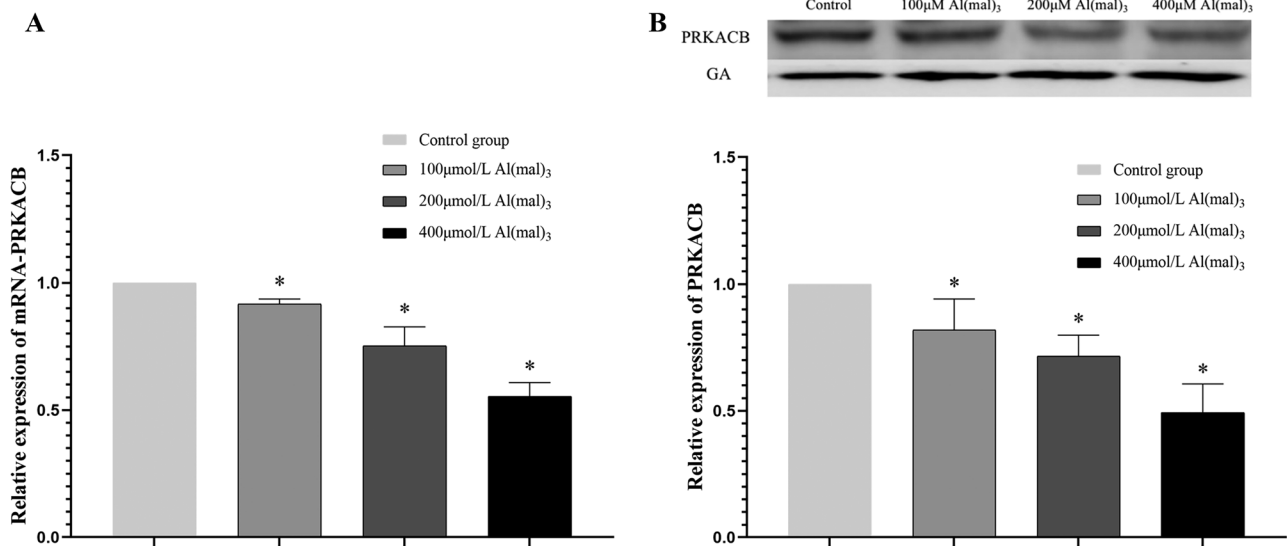 A
Control group
100μmol/L Al(mal)₃
200μmol/L Al(mal)₃
400μmol/L Al(mal)₃
Relative expression of mRNA-PRKACB
1.5
1.0
0.5
0.0
*
*
*
B
Control 100μM Al(mal)₃ 200μM Al(mal)₃ 400μM Al(mal)₃
PRKACB
GA
Control group
100μmol/L Al(mal)₃
200μmol/L Al(mal)₃
400μmol/L Al(mal)₃
Relative expression of PRKACB
1.5
1.0
0.5
0.0
*
*
*